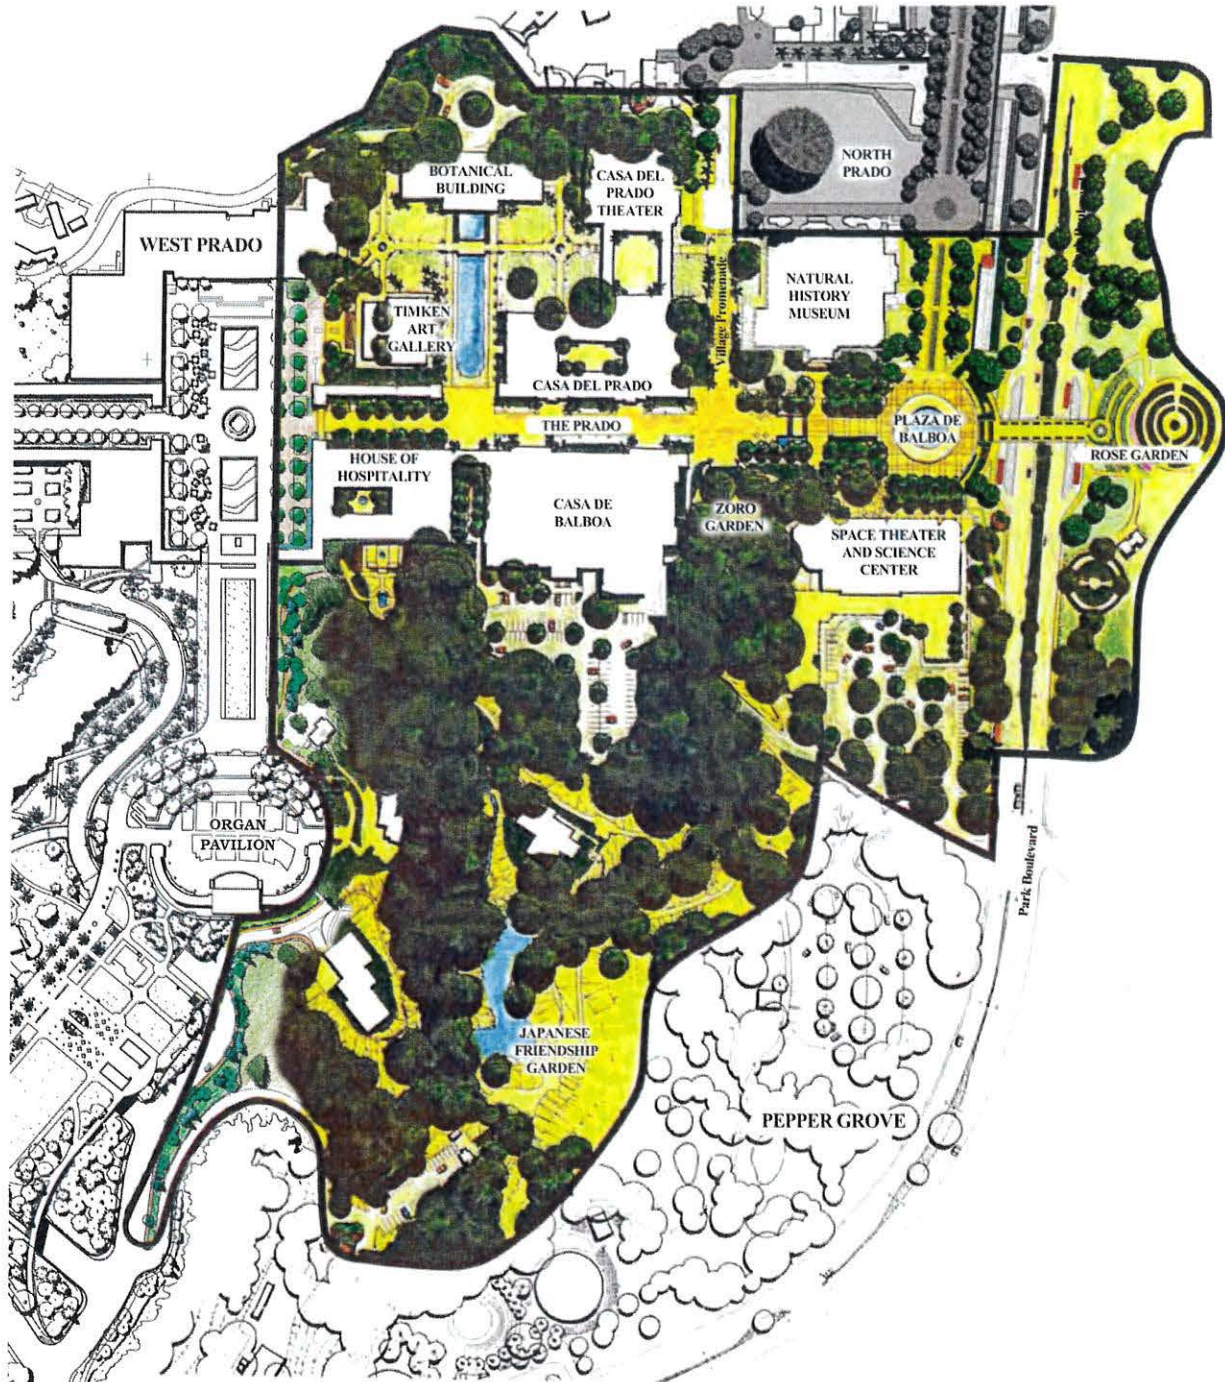 NORTH
PRADO
BOTANICAL
BUILDING
CASA DEL
PRADO
THEATER
WEST PRADO
NATURAL
HISTORY
MUSEUM
Village Promenade
TIMKEN
ART
GALLERY
CASA DEL PRADO
THE PRADO
PLAZA DE
BALBOA
ROSE GARDEN
HOUSE OF
HOSPITALITY
CASA DE
BALBOA
ZORO
GARDEN
SPACE THEATER
AND SCIENCE
CENTER
ORGAN
PAVILION
Park Boulevard
JAPANESE
FRIENDSHIP
GARDEN
PEPPER GROVE